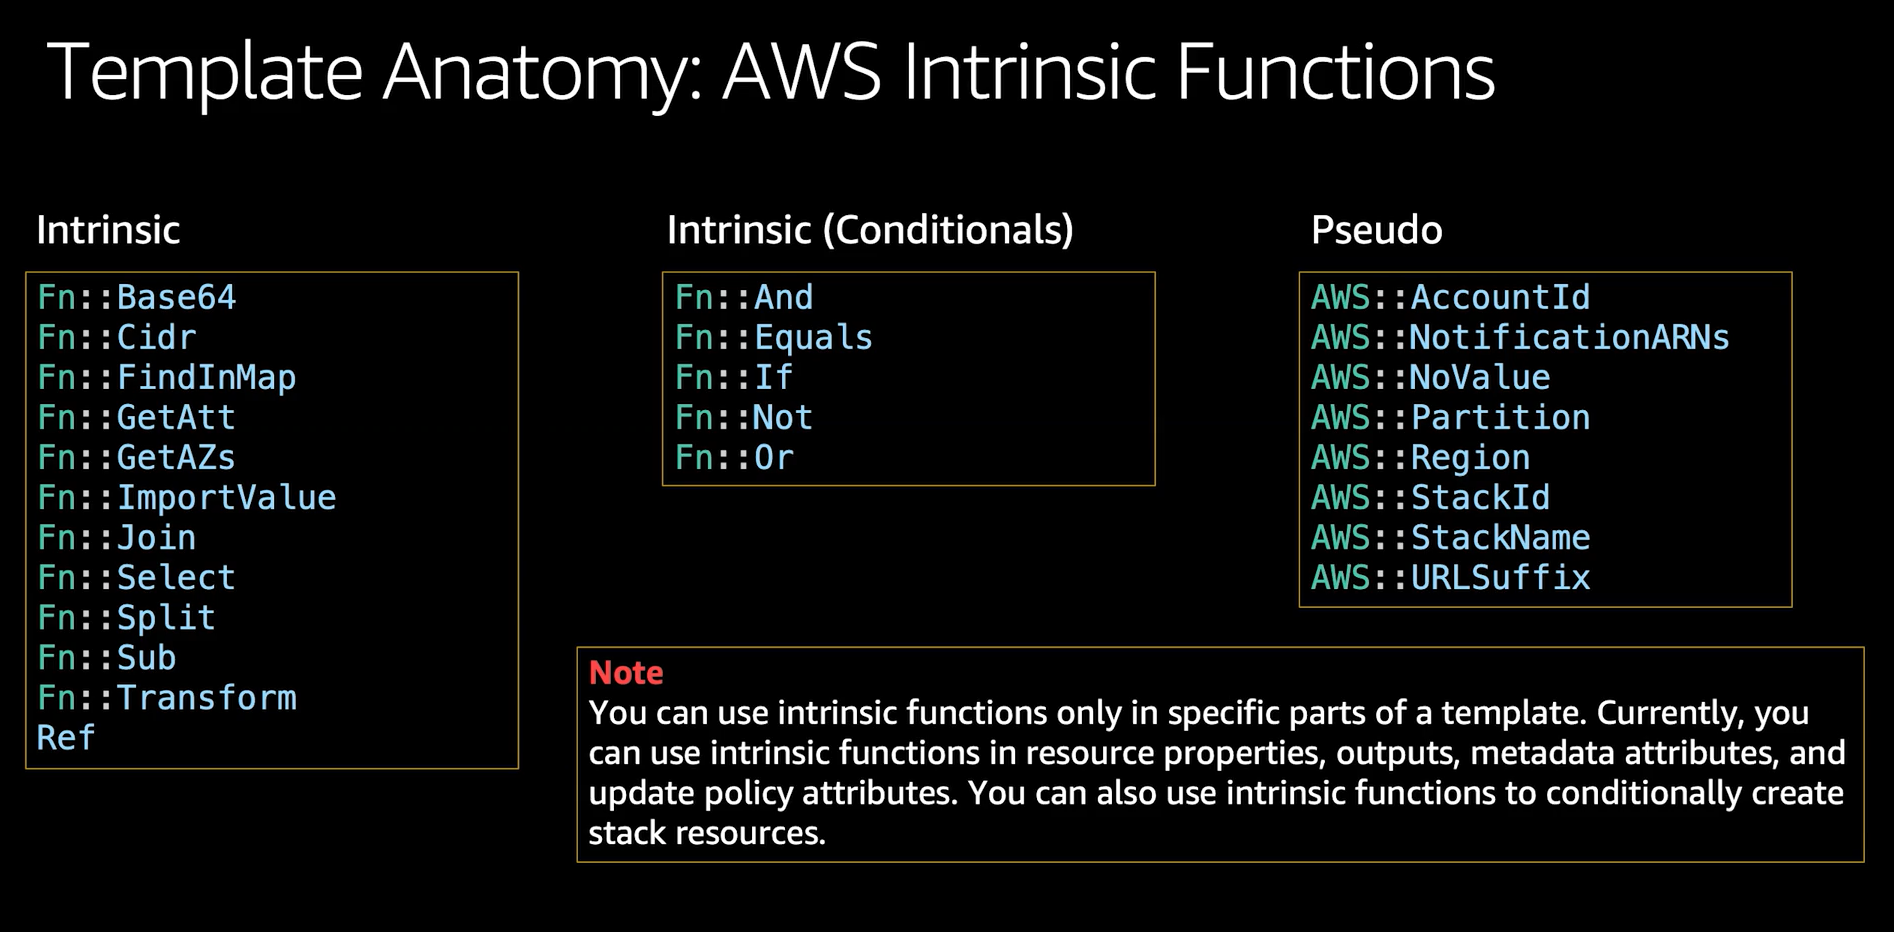 Template Anatomy: AWS Intrinsic Functions
Intrinsic
Fn::Base64
Fn::Cidr
Fn::FindInMap
Fn::GetAtt
Fn::GetAZs
Fn::ImportValue
Fn::Join
Fn::Select
Fn::Split
Fn::Sub
Fn::Transform
Ref
Intrinsic (Conditionals)
Fn::And
Fn::Equals
Fn::If
Fn::Not
Fn::Or
Pseudo
AWS::AccountId
AWS::NotificationARNs
AWS::NoValue
AWS::Partition
AWS::Region
AWS::StackId
AWS::StackName
AWS::URLSuffix
Note
You can use intrinsic functions only in specific parts of a template. Currently, you
can use intrinsic functions in resource properties, outputs, metadata attributes, and
update policy attributes. You can also use intrinsic functions to conditionally create
stack resources.